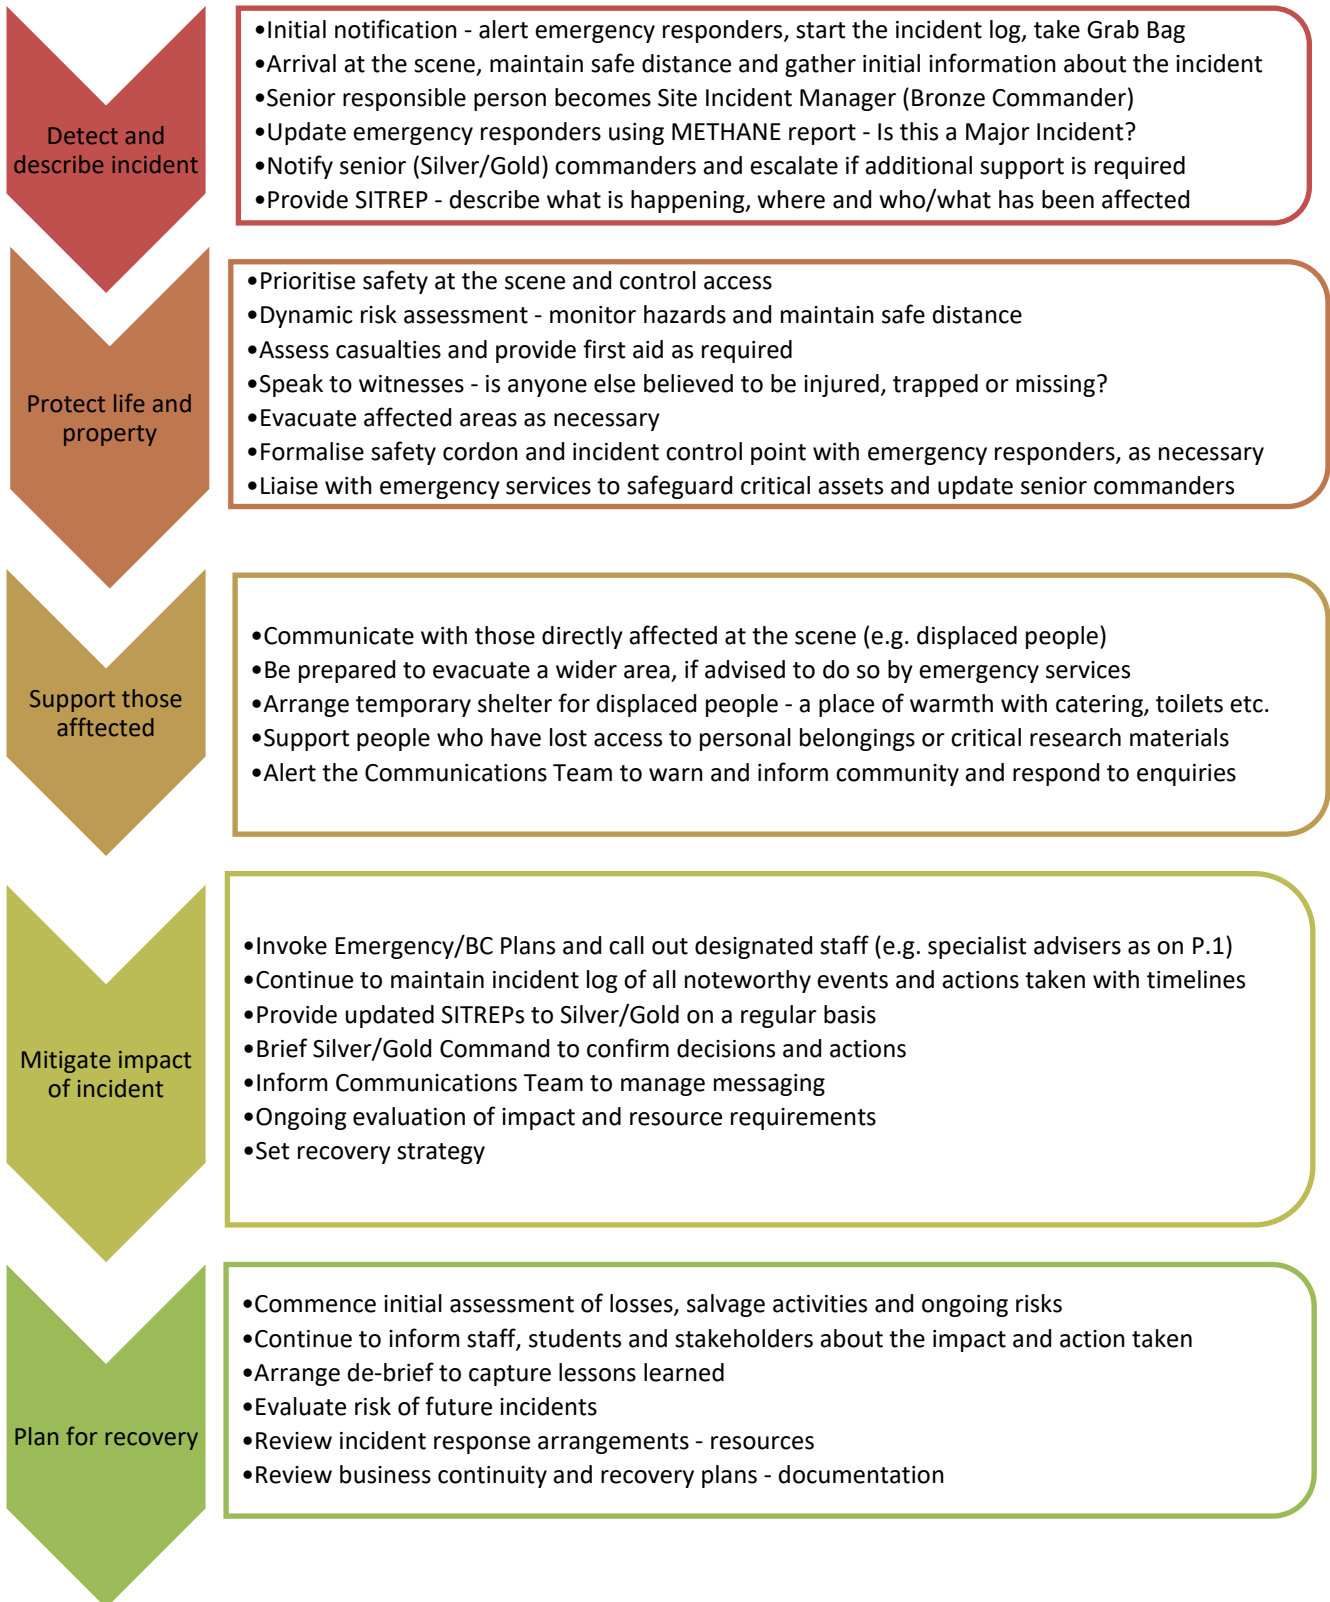 Detect and
describe incident
•Initial notification - alert emergency responders, start the incident log, take Grab Bag
•Arrival at the scene, maintain safe distance and gather initial information about the incident
•Senior responsible person becomes Site Incident Manager (Bronze Commander)
•Update emergency responders using METHANE report - Is this a Major Incident?
•Notify senior (Silver/Gold) commanders and escalate if additional support is required
•Provide SITREP - describe what is happening, where and who/what has been affected
Protect life and
property
•Prioritise safety at the scene and control access
•Dynamic risk assessment - monitor hazards and maintain safe distance
•Assess casualties and provide first aid as required
•Speak to witnesses - is anyone else believed to be injured, trapped or missing?
•Evacuate affected areas as necessary
•Formalise safety cordon and incident control point with emergency responders, as necessary
•Liaise with emergency services to safeguard critical assets and update senior commanders
Support those
afftected
•Communicate with those directly affected at the scene (e.g. displaced people)
•Be prepared to evacuate a wider area, if advised to do so by emergency services
•Arrange temporary shelter for displaced people - a place of warmth with catering, toilets etc.
•Support people who have lost access to personal belongings or critical research materials
•Alert the Communications Team to warn and inform community and respond to enquiries
Mitigate impact
of incident
•Invoke Emergency/BC Plans and call out designated staff (e.g. specialist advisers as on P.1)
•Continue to maintain incident log of all noteworthy events and actions taken with timelines
•Provide updated SITREPs to Silver/Gold on a regular basis
•Brief Silver/Gold Command to confirm decisions and actions
•Inform Communications Team to manage messaging
•Ongoing evaluation of impact and resource requirements
•Set recovery strategy
Plan for recovery
•Commence initial assessment of losses, salvage activities and ongoing risks
•Continue to inform staff, students and stakeholders about the impact and action taken
•Arrange de-brief to capture lessons learned
•Evaluate risk of future incidents
•Review incident response arrangements - resources
•Review business continuity and recovery plans - documentation